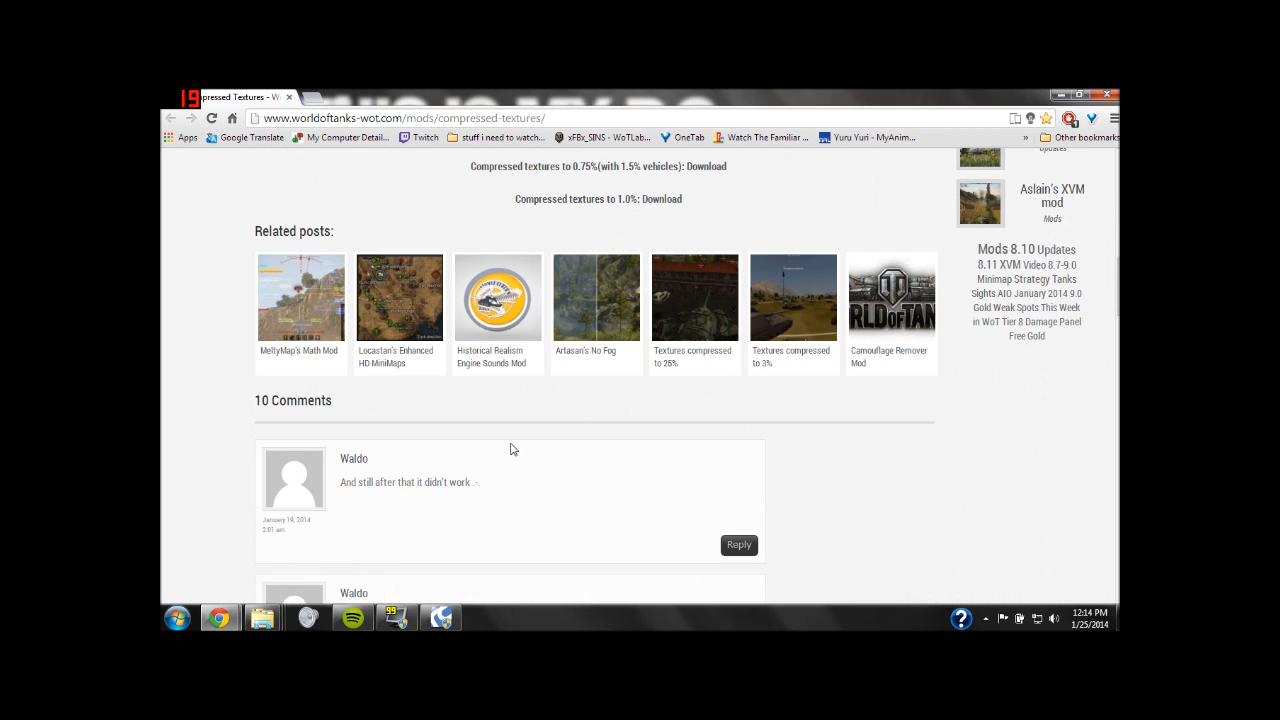 19
pressed Textures - W
www.worldoftanks-wot.com/mods/compressed-textures/
Apps Google Translate My Computer Detail... Twitch stuff i need to watch... xFBx_SINS - WoTLab... OneTab Watch The Familiar ... Yuru Yuri - MyAnim... » Other bookmarks
Compressed textures to 0.75%(with 1.5% vehicles): Download
Compressed textures to 1.0%: Download
Related posts:
MeltyMap's Math Mod
Locastan's Enhanced
HD MiniMaps
Historical Realism
Engine Sounds Mod
Artasan's No Fog
Textures compressed
to 25%
Textures compressed
to 3%
Camouflage Remover
Mod
10 Comments
Waldo
And still after that it didn't work .-.
January 19, 2014
2:01 am
Reply
Waldo
Updates
Aslain's XVM
mod
Mods
Mods 8.10 Updates
8.11 XVM Video 8.7-9.0
Minimap Strategy Tanks
Sights AIO January 2014 9.0
Gold Weak Spots This Week
in WoT Tier 8 Damage Panel
Free Gold
99
12:14 PM
1/25/2014